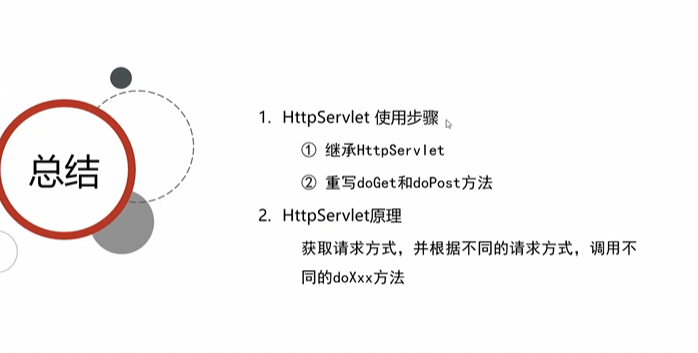 总结
1. HttpServlet 使用步骤
① 继承HttpServlet
② 重写doGet和doPost方法
2. HttpServlet原理
获取请求方式，并根据不同的请求方式，调用不
同的doXxx方法